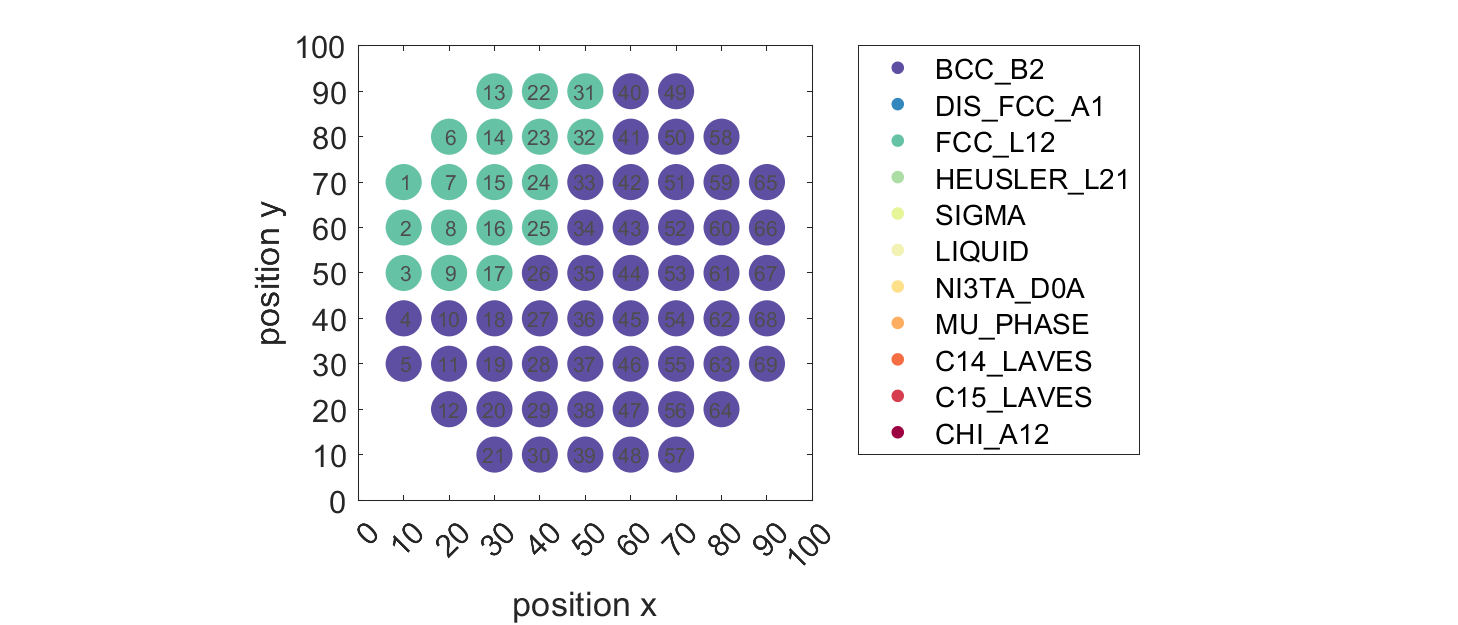 100
90
80
70
60
50
40
30
20
10
0
position y
13 22 31 40 49
6 14 23 32 41 50 58
1 7 15 24 33 42 51 59 65
2 8 16 25 34 43 52 60 66
3 9 17 26 35 44 53 61 67
4 10 18 27 36 45 54 62 68
5 11 19 28 37 46 55 63 69
12 20 29 38 47 56 64
21 30 39 48 57
0 10 20 30 40 50 60 70 80 90 100
position x
BCC_B2
DIS_FCC_A1
FCC_L12
HEUSLER_L21
SIGMA
LIQUID
NI3TA_D0A
MU_PHASE
C14_LAVES
C15_LAVES
CHI_A12